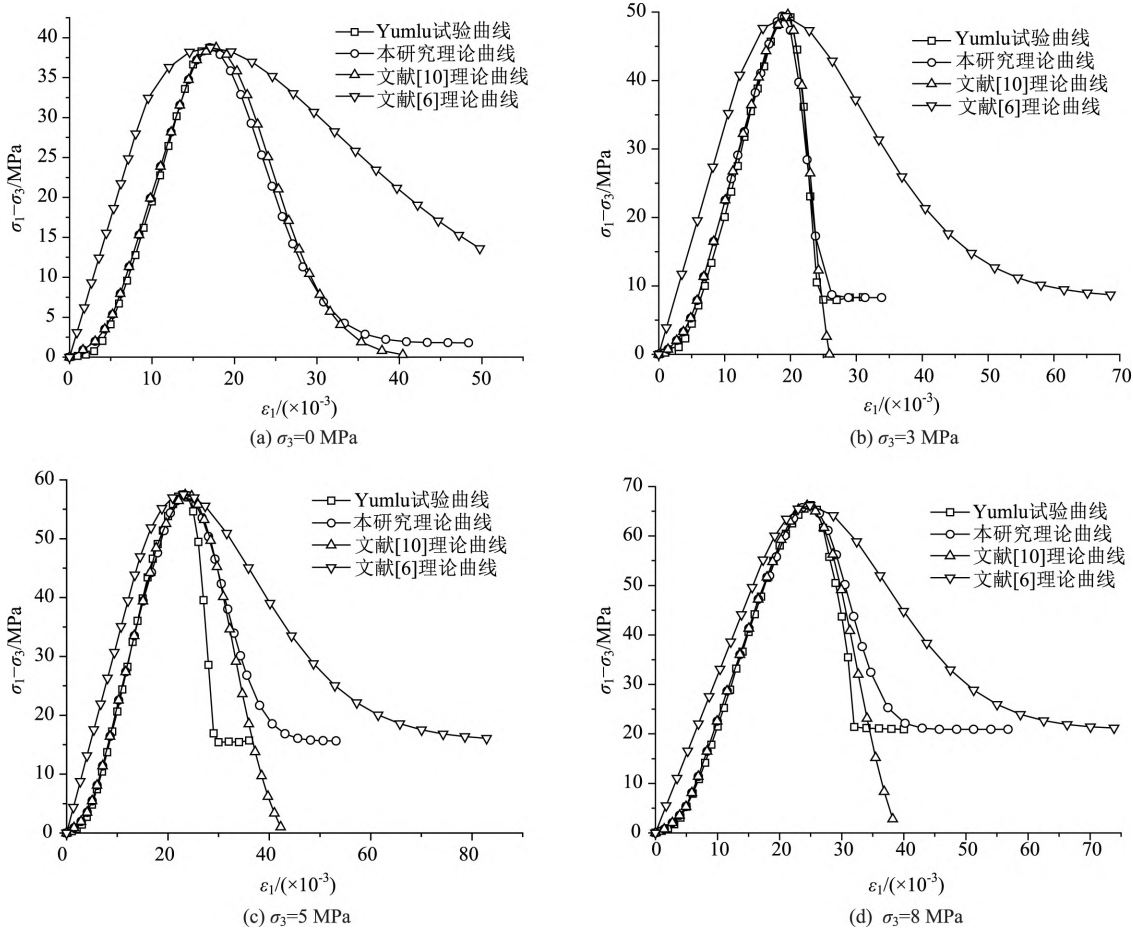 Yumlu试验曲线
本研究理论曲线
文献[10]理论曲线
文献[6]理论曲线
σ₁−σ₃/MPa
40
35
30
25
20
15
10
5
0
0 10 20 30 40 50
ε₁/(×10⁻³)
(a) σ₃=0 MPa
Yumlu试验曲线
本研究理论曲线
文献[10]理论曲线
文献[6]理论曲线
σ₁−σ₃/MPa
50
40
30
20
10
0
0 10 20 30 40 50 60 70
ε₁/(×10⁻³)
(b) σ₃=3 MPa
Yumlu试验曲线
本研究理论曲线
文献[10]理论曲线
文献[6]理论曲线
σ₁−σ₃/MPa
60
50
40
30
20
10
0
0 20 40 60 80
ε₁/(×10⁻³)
(c) σ₃=5 MPa
Yumlu试验曲线
本研究理论曲线
文献[10]理论曲线
文献[6]理论曲线
σ₁−σ₃/MPa
70
60
50
40
30
20
10
0
0 10 20 30 40 50 60 70
ε₁/(×10⁻³)
(d) σ₃=8 MPa